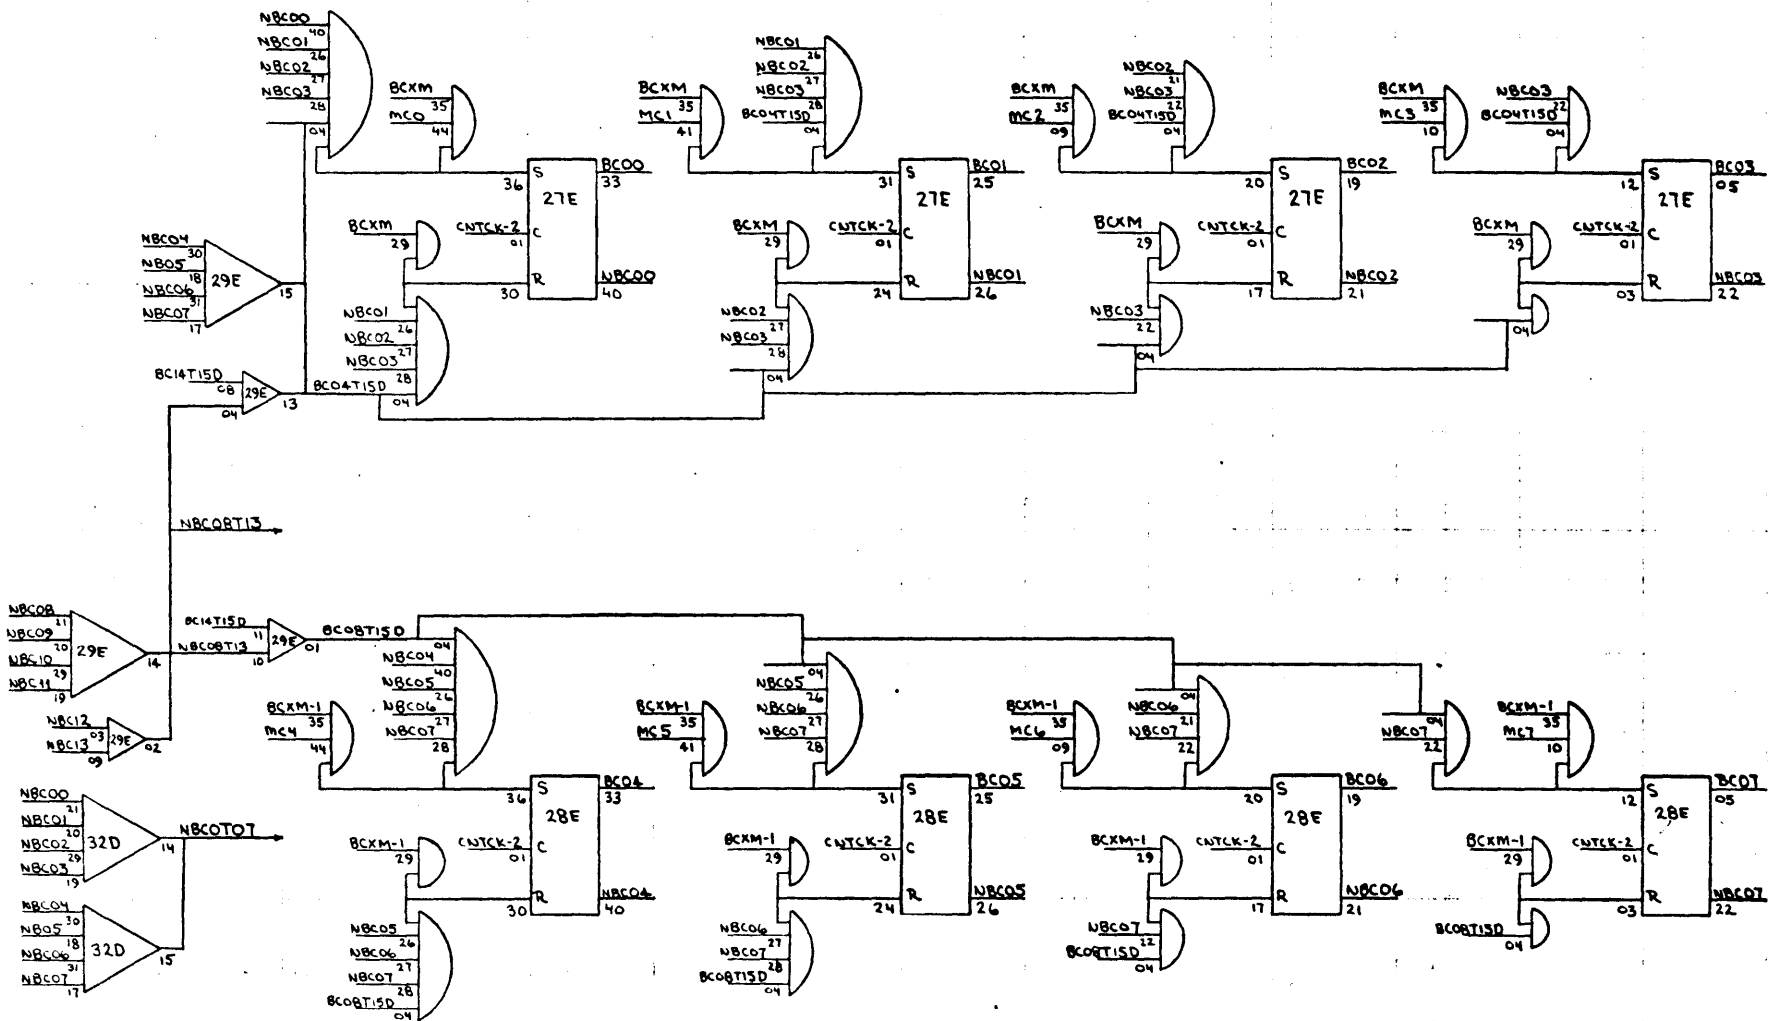 NBC00
40
NBC01
26
NBC02
27
NBC03
28
04
BCXM
35
MC0
44
36 S
BC00
33
27E
CNTCK-2
01 C
30 R
NBC00
40
BCXM
29
NBC01
26
NBC02
27
NBC03
28
BC04T15D
04
BCXM
35
MC1
41
NBC01
26
NBC02
27
NBC03
28
BC04T15D
04
31 S
BC01
25
27E
CNTCK-2
01 C
24 R
NBC01
26
BCXM
29
NBC02
27
NBC03
28
04
BCXM
35
MC2
09
NBC02
21
NBC03
22
BC04T15D
04
20 S
BC02
19
27E
CNTCK-2
01 C
17 R
NBC02
21
BCXM
29
NBC03
22
04
BCXM
35
MC3
10
NBC03
22
BC04T15D
04
12 S
BC03
05
27E
CNTCK-2
01 C
03 R
NBC03
22
BCXM
29
04
NBC04
30
NB05
18
NBC06
31
NBC07
17
29E
15
BC14T15D
08
04
29E
13
NBC08T13
NBC08
21
NBC09
20
NBC10
29
NBC11
19
29E
14
NBC08T13
10
BC14T15D
11
29E
01
BC08T15D
NBC12
03
NBC13
09
29E
02
NBC00
21
NBC01
20
NBC02
29
NBC03
19
32D
14
NBC0T07
NBC04
30
NB05
18
NBC06
31
NBC07
17
32D
15
04
NBC04
40
NBC05
26
NBC06
27
NBC07
28
BCXM-1
35
MC4
44
36 S
BC04
33
28E
CNTCK-2
01 C
30 R
NBC04
40
BCXM-1
29
NBC05
26
NBC06
27
NBC07
28
BC08T15D
04
BCXM-1
35
MC5
41
04
NBC05
26
NBC06
27
NBC07
28
31 S
BC05
25
28E
CNTCK-2
01 C
24 R
NBC05
26
BCXM-1
29
NBC06
27
NBC07
28
BC08T15D
04
BCXM-1
35
MC6
09
04
NBC06
21
NBC07
22
20 S
BC06
19
28E
CNTCK-2
01 C
17 R
NBC06
21
BCXM-1
29
NBC07
22
BC08T15D
04
04
NBC07
22
BCXM-1
35
MC7
10
12 S
BC07
05
28E
CNTCK-2
01 C
03 R
NBC07
22
BCXM-1
29
BC08T15D
04